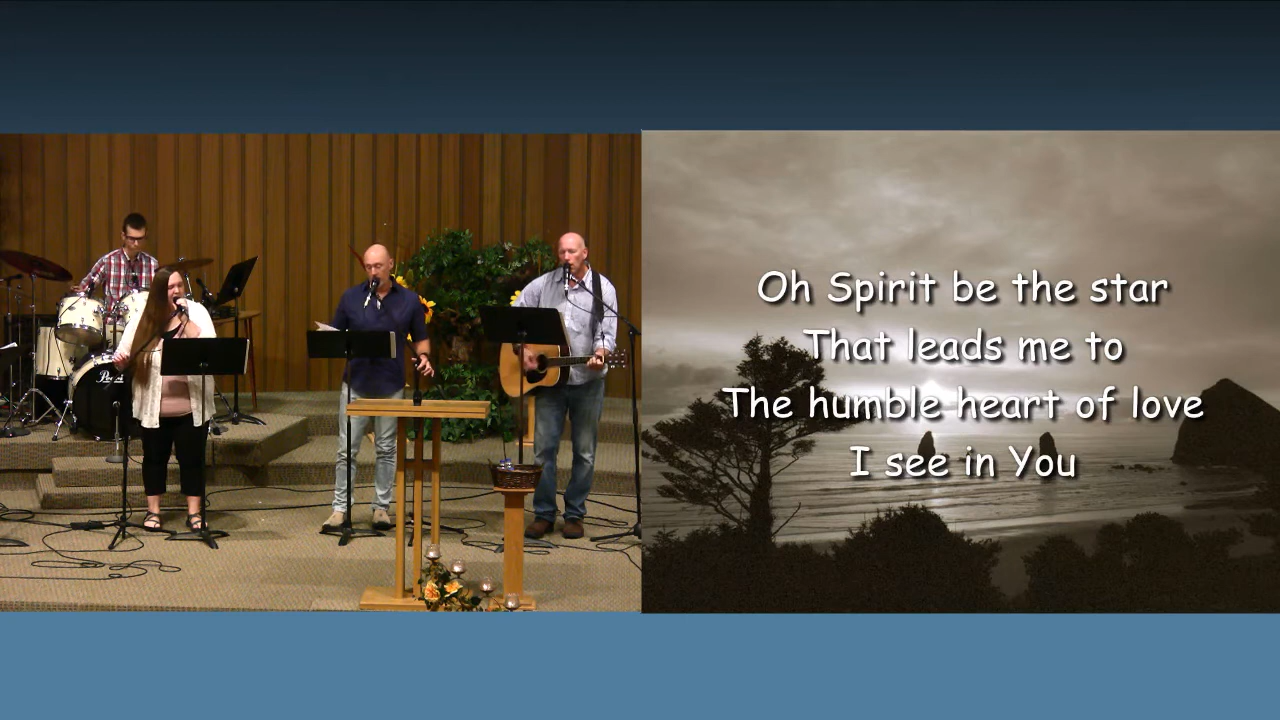 Oh Spirit be the star
That leads me to
The humble heart of love
I see in You